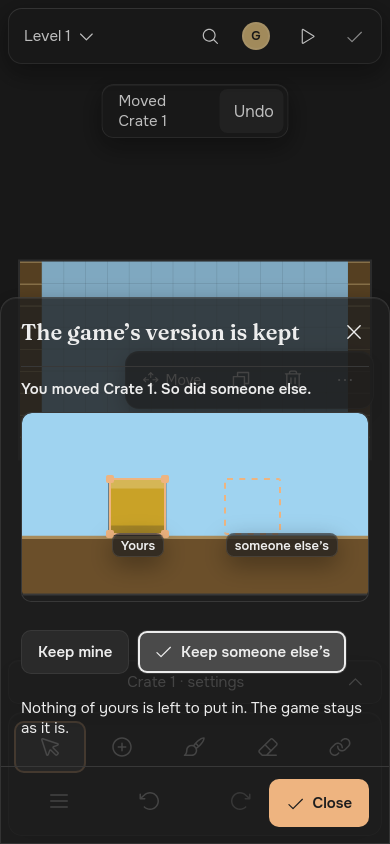 Level 1
G
Moved
Crate 1
Undo
The game’s version is kept
Move
You moved Crate 1. So did someone else.
Yours
someone else’s
Keep mine
Keep someone else’s
Crate 1 · settings
Nothing of yours is left to put in. The game stays
as it is.
Close